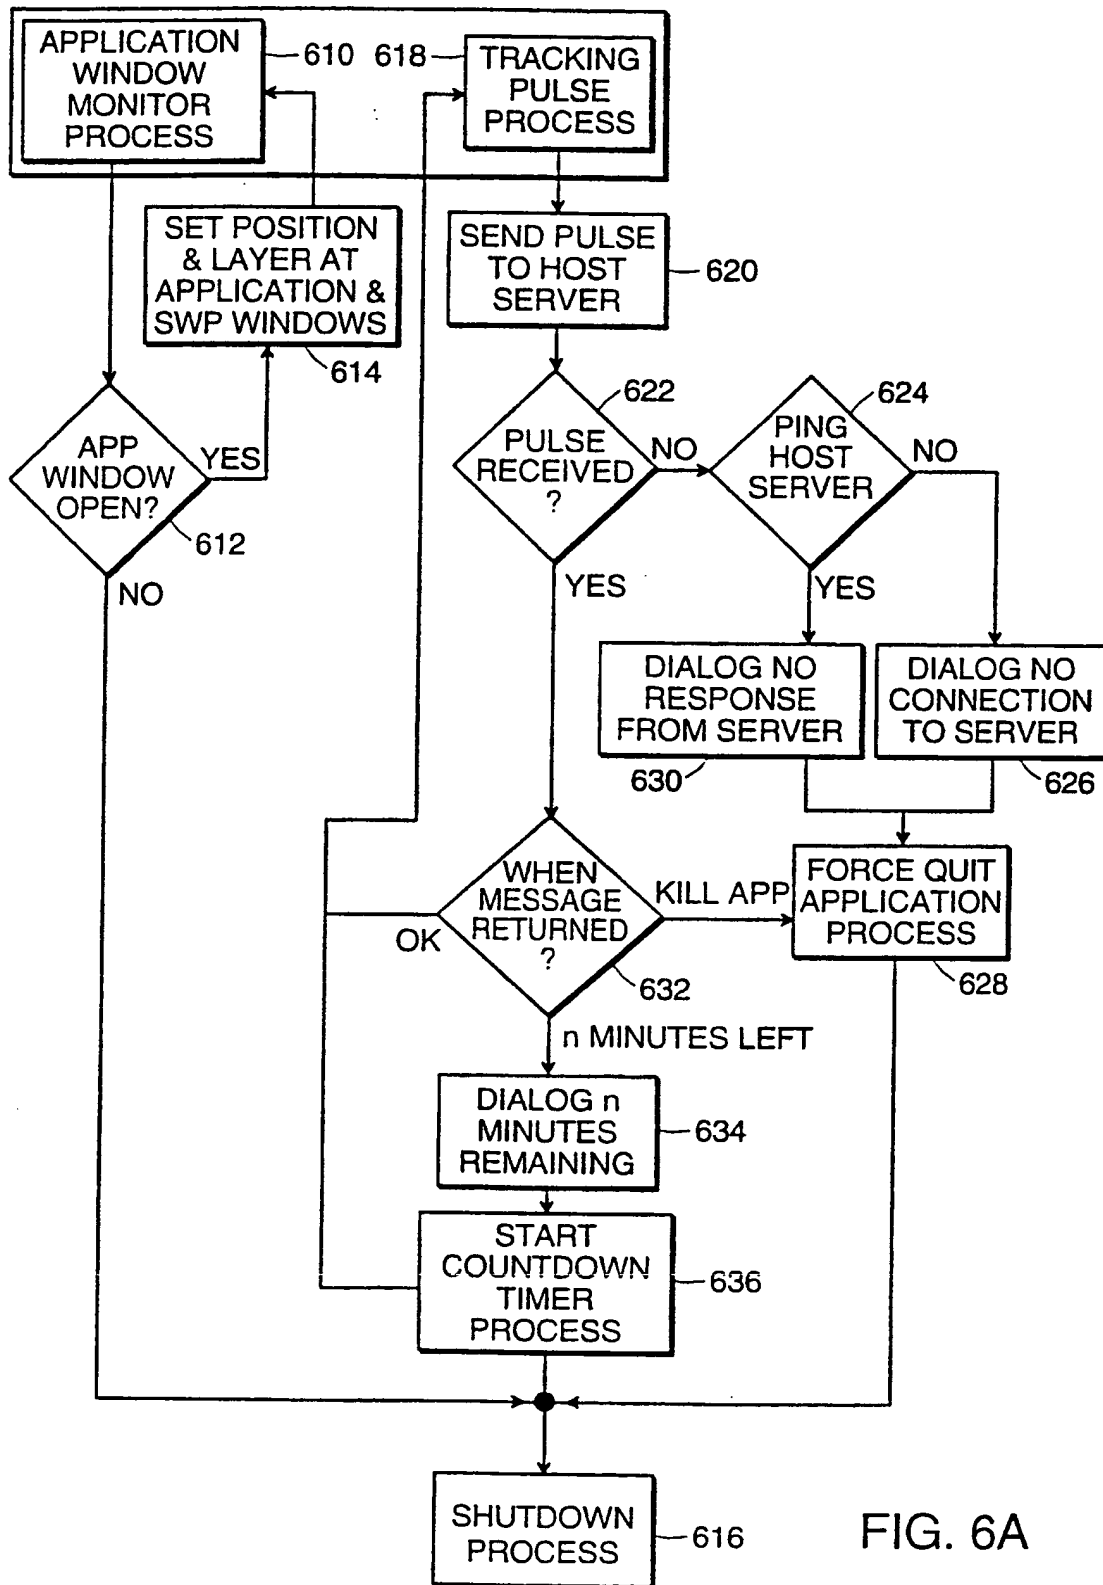 APPLICATION
WINDOW
MONITOR
PROCESS
610
618
TRACKING
PULSE
PROCESS
SET POSITION
& LAYER AT
APPLICATION &
SWP WINDOWS
614
SEND PULSE
TO HOST
SERVER
620
APP
WINDOW
OPEN?
YES
612
NO
PULSE
RECEIVED
?
622
NO
YES
PING
HOST
SERVER
624
NO
YES
DIALOG NO
RESPONSE
FROM SERVER
630
DIALOG NO
CONNECTION
TO SERVER
626
WHEN
MESSAGE
RETURNED
?
OK
KILL APP
632
n MINUTES LEFT
FORCE QUIT
APPLICATION
PROCESS
628
DIALOG n
MINUTES
REMAINING
634
START
COUNTDOWN
TIMER
PROCESS
636
SHUTDOWN
PROCESS
616
FIG. 6A